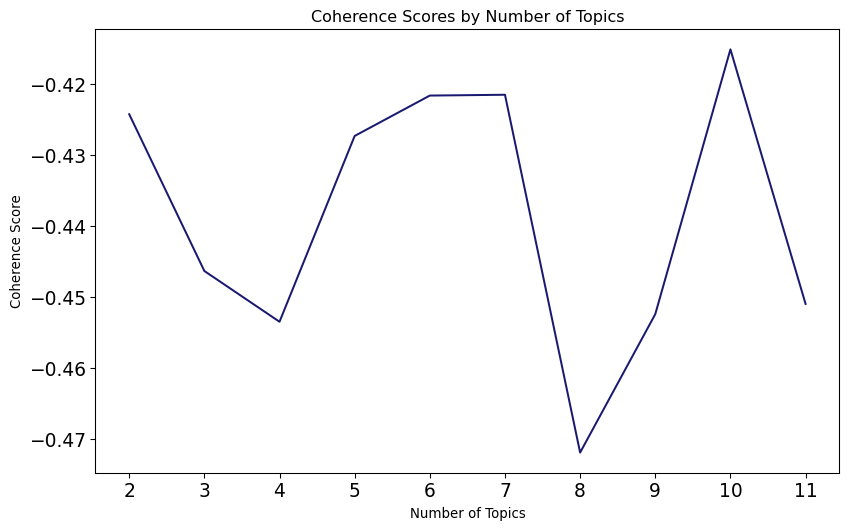 Coherence Scores by Number of Topics
Coherence Score
−0.42
−0.43
−0.44
−0.45
−0.46
−0.47
2 3 4 5 6 7 8 9 10 11
Number of Topics